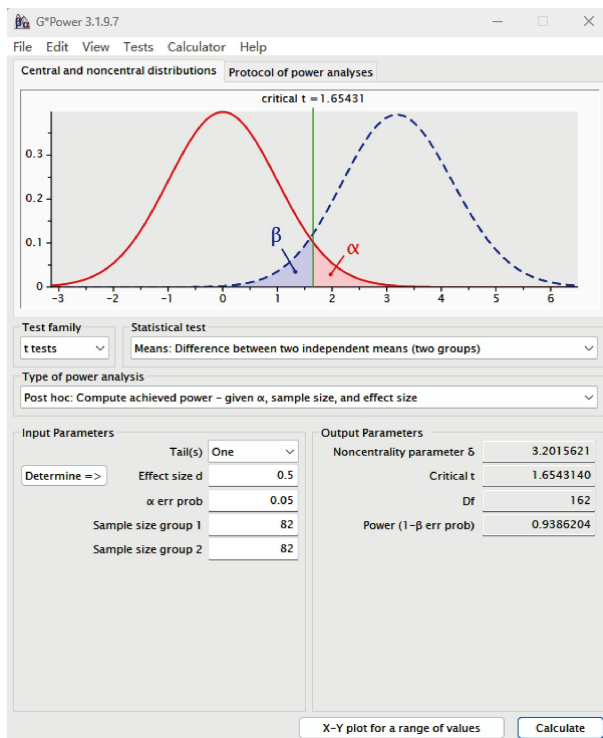 G*Power 3.1.9.7
File Edit View Tests Calculator Help
Central and noncentral distributions Protocol of power analyses
critical t = 1.65431
0.3
0.2
0.1
0
β α
-3 -2 -1 0 1 2 3 4 5 6
Test family Statistical test
t tests Means: Difference between two independent means (two groups)
Type of power analysis
Post hoc: Compute achieved power – given α, sample size, and effect size
Input Parameters Output Parameters
Tail(s) One Noncentrality parameter δ 3.2015621
Determine => Effect size d 0.5 Critical t 1.6543140
α err prob 0.05 Df 162
Sample size group 1 82 Power (1-β err prob) 0.9386204
Sample size group 2 82
X-Y plot for a range of values Calculate